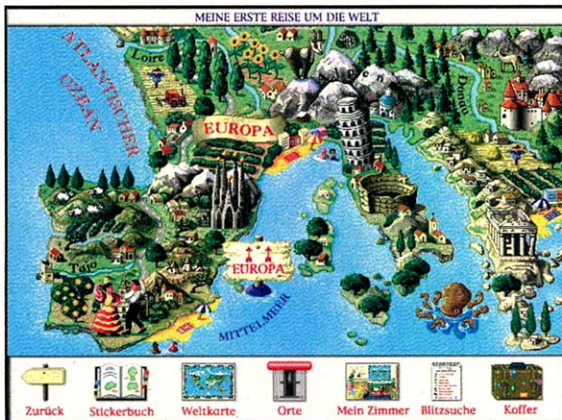 MEINE ERSTE REISE UM DIE WELT
ATLANTISCHER
OZEAN
Loire
Donau
EUROPA
Tajo
EUROPA
MITTELMEER
Zurück
Stickerbuch
Weltkarte
Orte
Mein Zimmer
Blitzsuche
Koffer